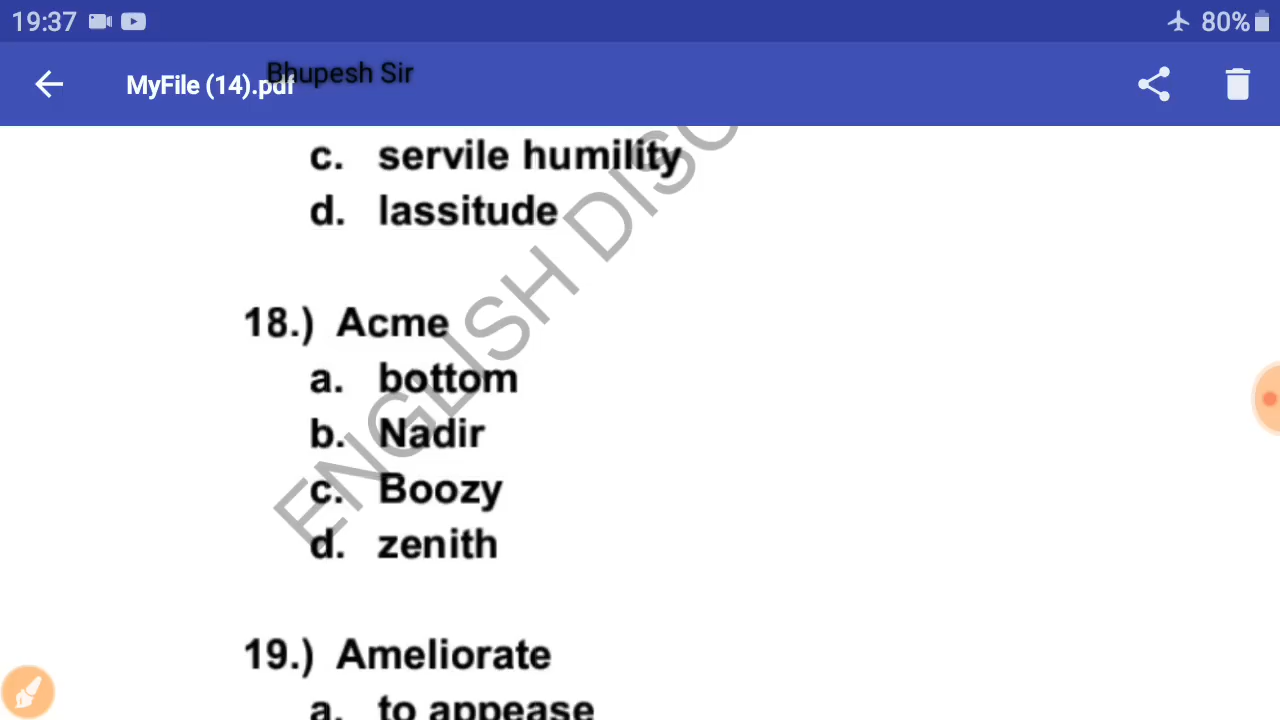 19:37 80%
MyFile (14).pdf Bhupesh Sir
c. servile humility
d. lassitude
ENGLISH DISCO
18.) Acme
a. bottom
b. Nadir
c. Boozy
d. zenith
19.) Ameliorate
a. to appease